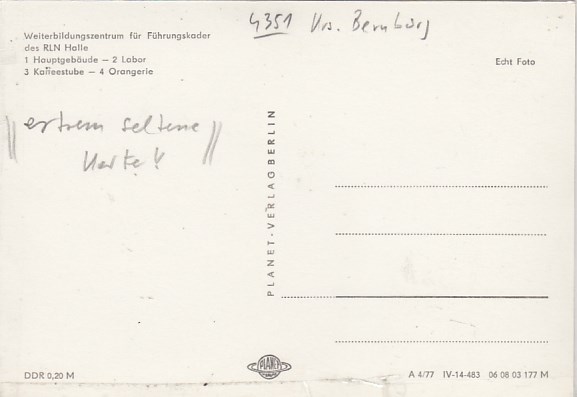 4351 Krs. Bernburg
Weiterbildungszentrum für Führungskader
des RLN Halle
1 Hauptgebäude — 2 Labor
3 Kaffeestube — 4 Orangerie
Echt Foto
extrem seltene
Karte!!
PLANET-VERLAG BERLIN
PLANET
DDR 0,20 M
A 4/77 IV-14-483 06 08 03 177 M